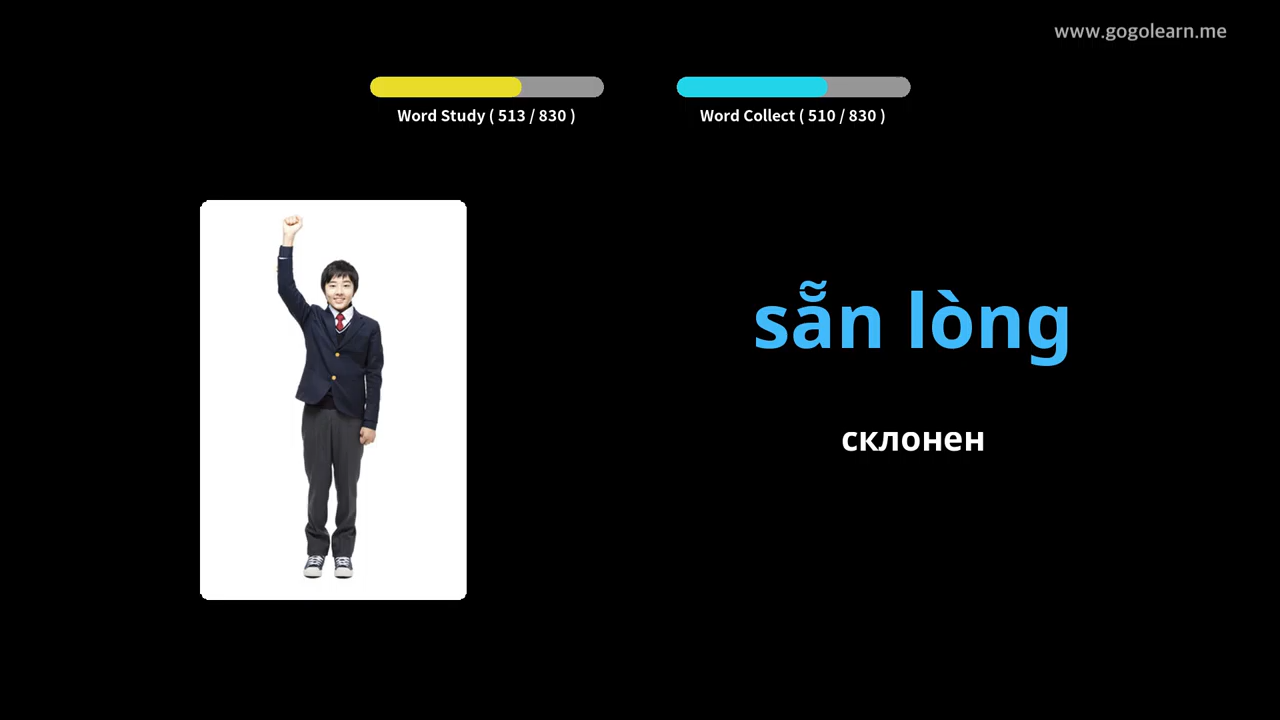 www.gogolearn.me
Word Study ( 513 / 830 )
Word Collect ( 510 / 830 )
sẵn lòng
склонен